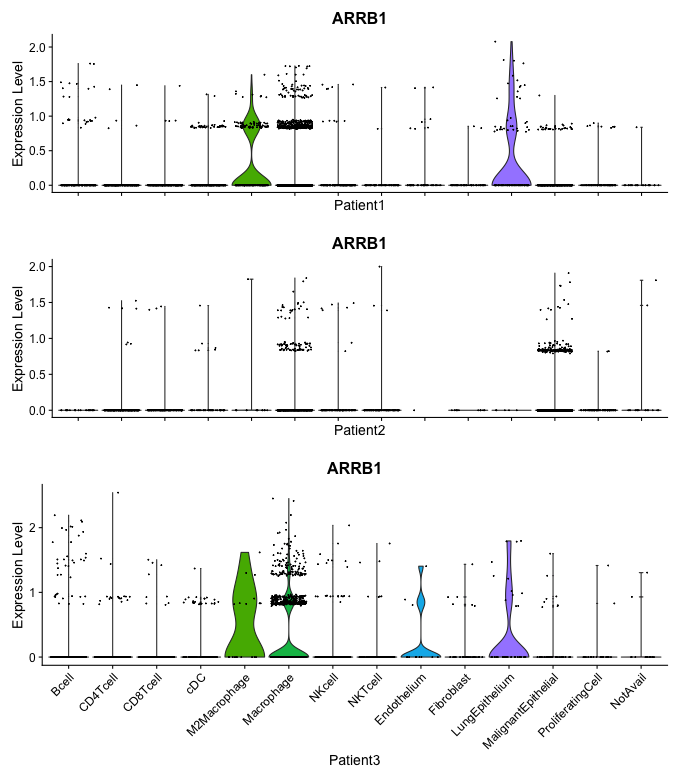 ARRB1
Expression Level
2.0
1.5
1.0
0.5
0.0
Patient1
ARRB1
Expression Level
2.0
1.5
1.0
0.5
0.0
Patient2
ARRB1
Expression Level
2
1
0
Bcell
CD4Tcell
CD8Tcell
cDC
M2Macrophage
Macrophage
NKcell
NKTcell
Endothelium
Fibroblast
LungEpithelium
MalignantEpithelial
ProliferatingCell
NotAvail
Patient3